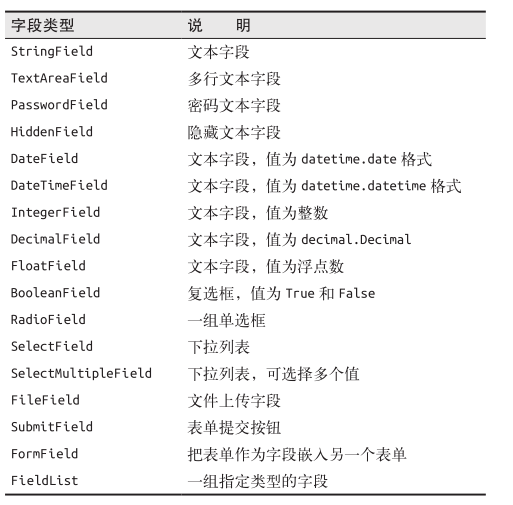 字段类型 说 明
StringField 文本字段
TextAreaField 多行文本字段
PasswordField 密码文本字段
HiddenField 隐藏文本字段
DateField 文本字段，值为 datetime.date 格式
DateTimeField 文本字段，值为 datetime.datetime 格式
IntegerField 文本字段，值为整数
DecimalField 文本字段，值为 decimal.Decimal
FloatField 文本字段，值为浮点数
BooleanField 复选框，值为 True 和 False
RadioField 一组单选框
SelectField 下拉列表
SelectMultipleField 下拉列表，可选择多个值
FileField 文件上传字段
SubmitField 表单提交按钮
FormField 把表单作为字段嵌入另一个表单
FieldList 一组指定类型的字段